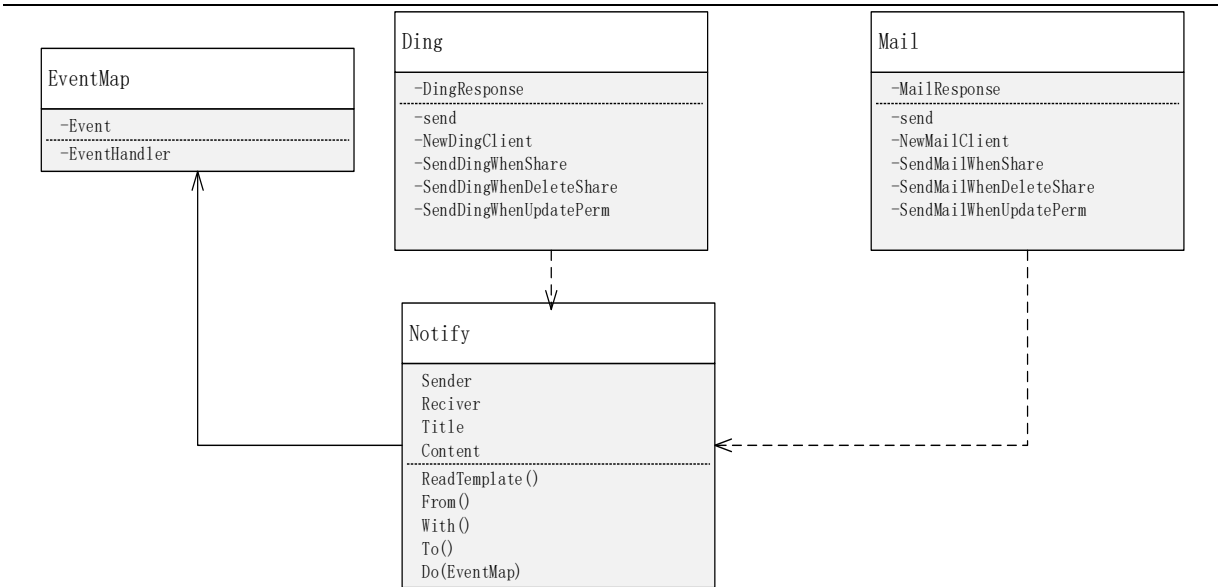 EventMap
-Event
-EventHandler
Ding
-DingResponse
-send
-NewDingClient
-SendDingWhenShare
-SendDingWhenDeleteShare
-SendDingWhenUpdatePerm
Mail
-MailResponse
-send
-NewMailClient
-SendMailWhenShare
-SendMailWhenDeleteShare
-SendMailWhenUpdatePerm
Notify
Sender
Reciver
Title
Content
ReadTemplate()
From()
With()
To()
Do(EventMap)